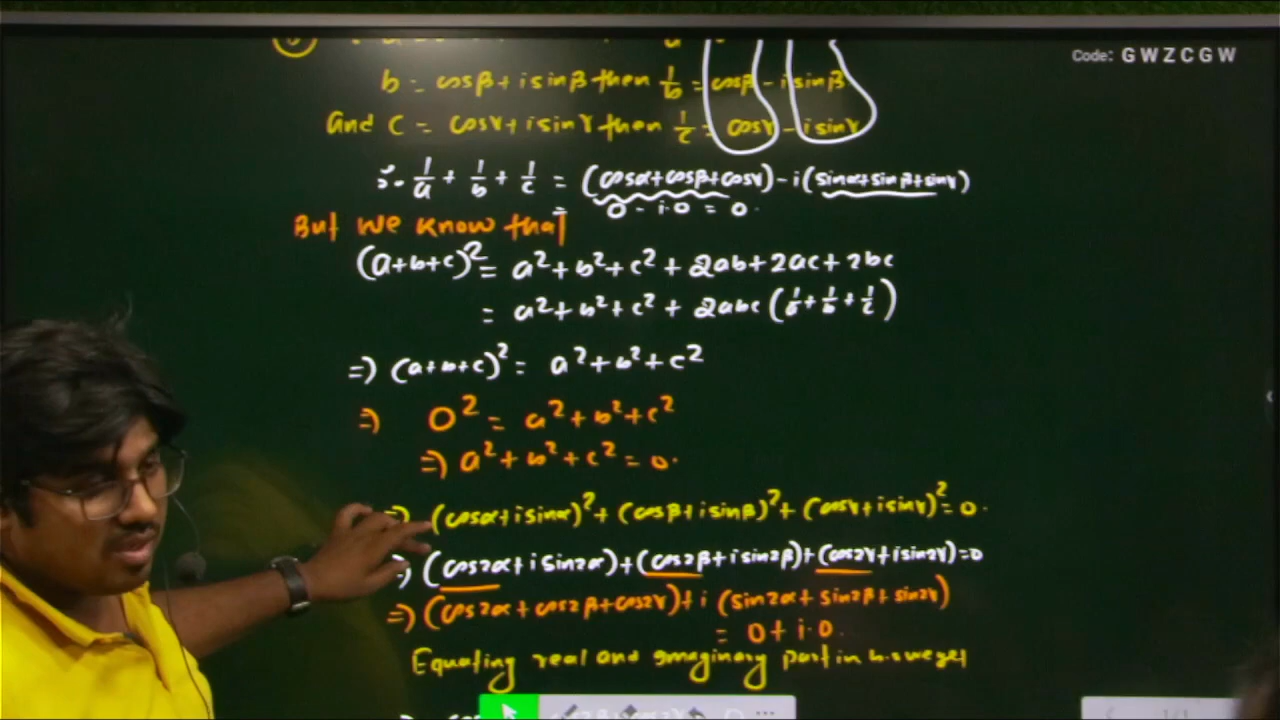 Code: GWZCGW
b = cosβ + i sinβ then 1/b = cosβ - i sinβ
And c = cosγ + i sinγ then 1/c = cosγ - i sinγ
∴ 1/a + 1/b + 1/c = (cosα + cosβ + cosγ) - i (sinα + sinβ + sinγ)
= 0 - i.0 = 0.
But we know that
(a+b+c)² = a² + b² + c² + 2ab + 2ac + 2bc
= a² + b² + c² + 2abc (1/a + 1/b + 1/c)
=> (a+b+c)² = a² + b² + c²
=> 0² = a² + b² + c²
=> a² + b² + c² = 0.
=> (cosα + i sinα)² + (cosβ + i sinβ)² + (cosγ + i sinγ)² = 0.
=> (cos2α + i sin2α) + (cos2β + i sin2β) + (cos2γ + i sin2γ) = 0
=> (cos2α + cos2β + cos2γ) + i (sin2α + sin2β + sin2γ)
= 0 + i.0.
Equating real and imaginary part in